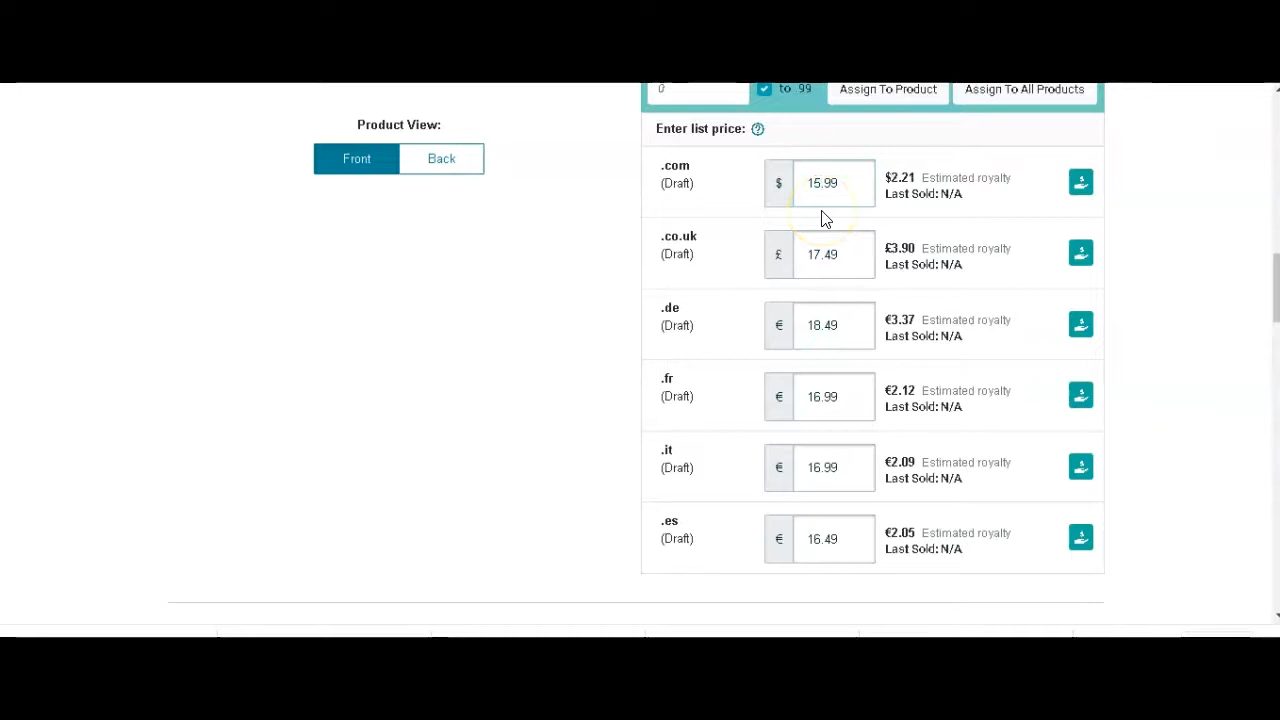 0 to 99 Assign To Product Assign To All Products
Product View:
Front Back
Enter list price: ?
.com
(Draft)
$ 15.99
$2.21 Estimated royalty
Last Sold: N/A
.co.uk
(Draft)
£ 17.49
£3.90 Estimated royalty
Last Sold: N/A
.de
(Draft)
€ 18.49
€3.37 Estimated royalty
Last Sold: N/A
.fr
(Draft)
€ 16.99
€2.12 Estimated royalty
Last Sold: N/A
.it
(Draft)
€ 16.99
€2.09 Estimated royalty
Last Sold: N/A
.es
(Draft)
€ 16.49
€2.05 Estimated royalty
Last Sold: N/A